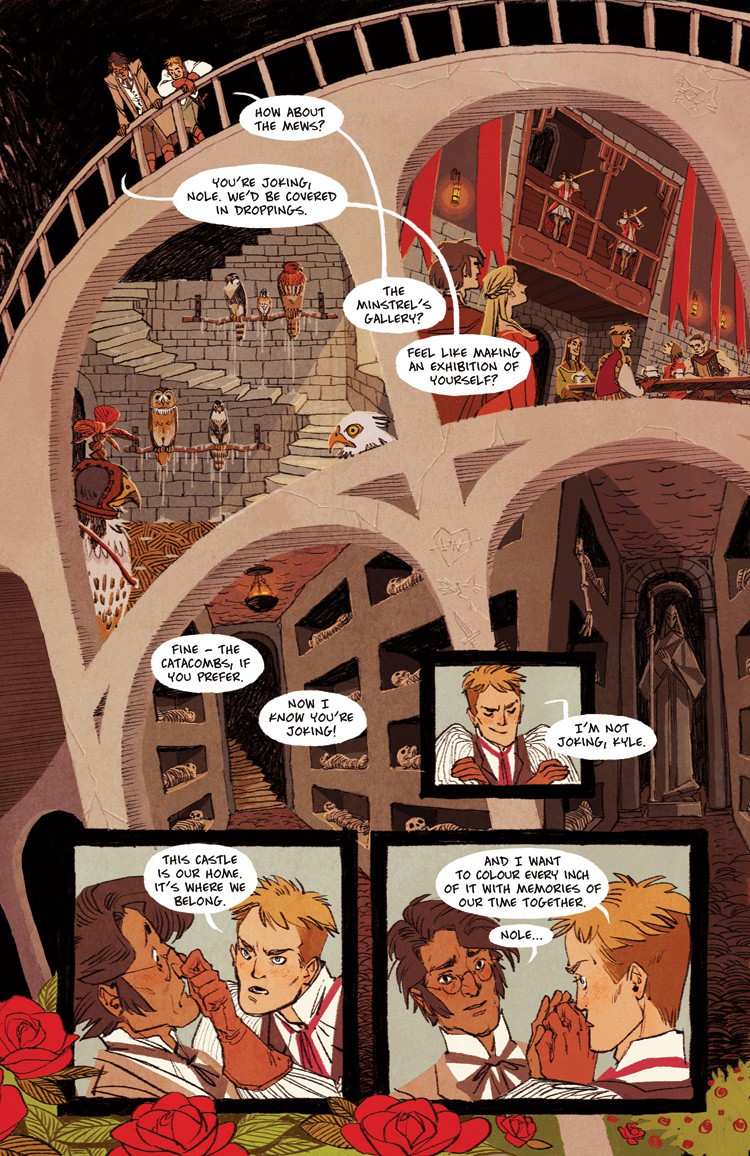 HOW ABOUT
THE MEWS?
YOU'RE JOKING,
NOLE. WE'D BE COVERED
IN DROPPINGS.
THE
MINSTREL'S
GALLERY?
FEEL LIKE MAKING
AN EXHIBITION OF
YOURSELF?
FINE – THE
CATACOMBS, IF
YOU PREFER.
NOW I
KNOW YOU'RE
JOKING!
I'M NOT
JOKING, KYLE.
THIS CASTLE
IS OUR HOME.
IT'S WHERE WE
BELONG.
AND I WANT
TO COLOUR EVERY INCH
OF IT WITH MEMORIES OF
OUR TIME TOGETHER.
NOLE...